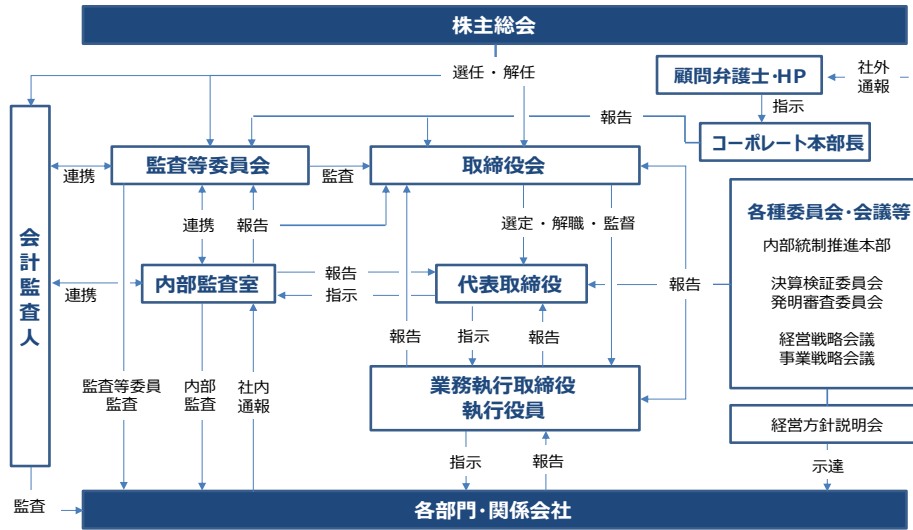 株主総会
選任・解任
顧問弁護士・HP
社外
通報
指示
報告
コーポレート本部長
監査等委員会
監査
取締役会
連携
連携
報告
選定・解職・監督
各種委員会・会議等
内部統制推進本部
決算検証委員会
発明審査委員会
経営戦略会議
事業戦略会議
会計監査人
連携
内部監査室
報告
指示
代表取締役
報告
報告
指示
報告
監査等委員
監査
内部
監査
社内
通報
業務執行取締役
執行役員
経営方針説明会
指示
報告
示達
監査
各部門・関係会社